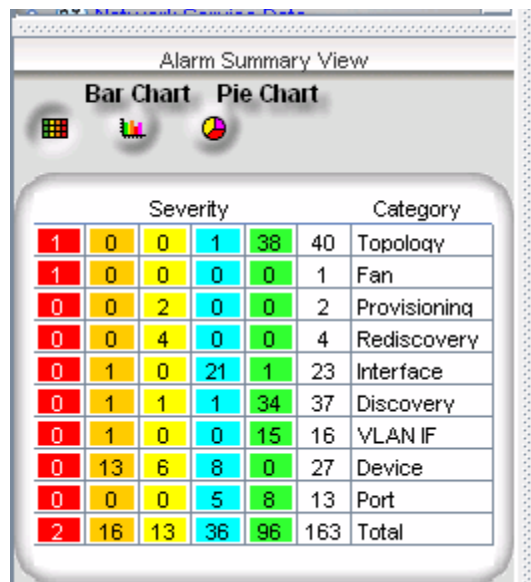 Alarm Summary View
Bar Chart Pie Chart
Severity Category
1 0 0 1 38 40 Topology
1 0 0 0 0 1 Fan
0 0 2 0 0 2 Provisioning
0 0 4 0 0 4 Rediscovery
0 1 0 21 1 23 Interface
0 1 1 1 34 37 Discovery
0 1 0 0 15 16 VLAN IF
0 13 6 8 0 27 Device
0 0 0 5 8 13 Port
2 16 13 36 96 163 Total